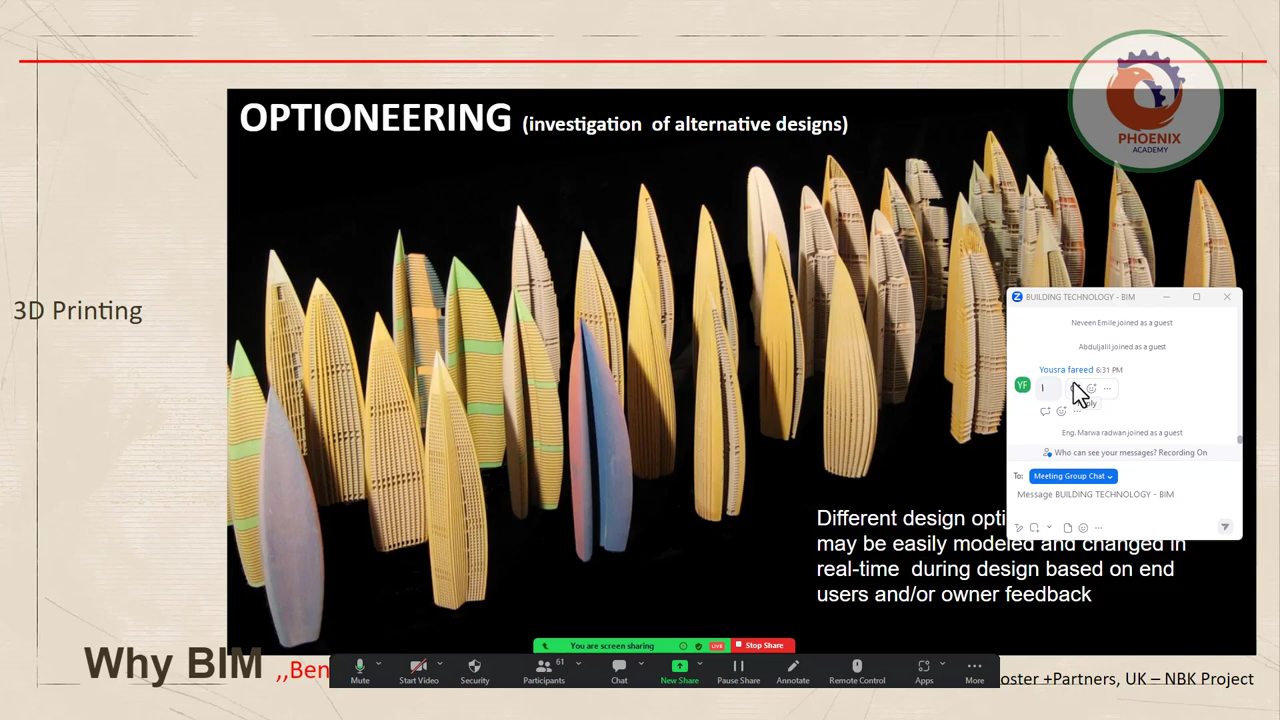 OPTIONEERING (investigation of alternative designs)
PHOENIX
ACADEMY
3D Printing
BUILDING TECHNOLOGY - BIM
Neveen Emile joined as a guest
Abduljalil joined as a guest
Yousra fareed 6:31 PM
YF
Eng. Marwa radwan joined as a guest
Who can see your messages? Recording On
To: Meeting Group Chat
Message BUILDING TECHNOLOGY - BIM
Different design opti
may be easily modeled and changed in
real-time during design based on end
users and/or owner feedback
You are screen sharing LIVE Stop Share
Why BIM ,,Ben
Mute Start Video Security Participants 61 Chat New Share Pause Share Annotate Remote Control Apps More
oster +Partners, UK – NBK Project